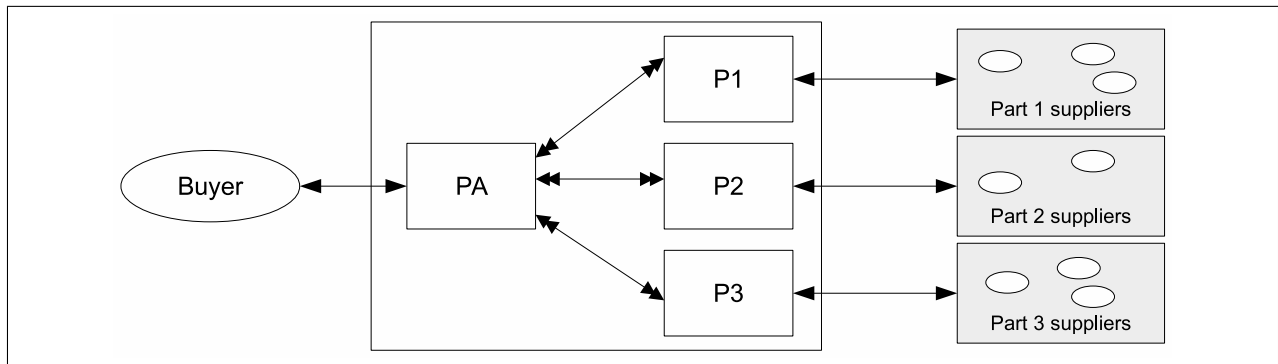 Buyer
PA
P1
P2
P3
Part 1 suppliers
Part 2 suppliers
Part 3 suppliers